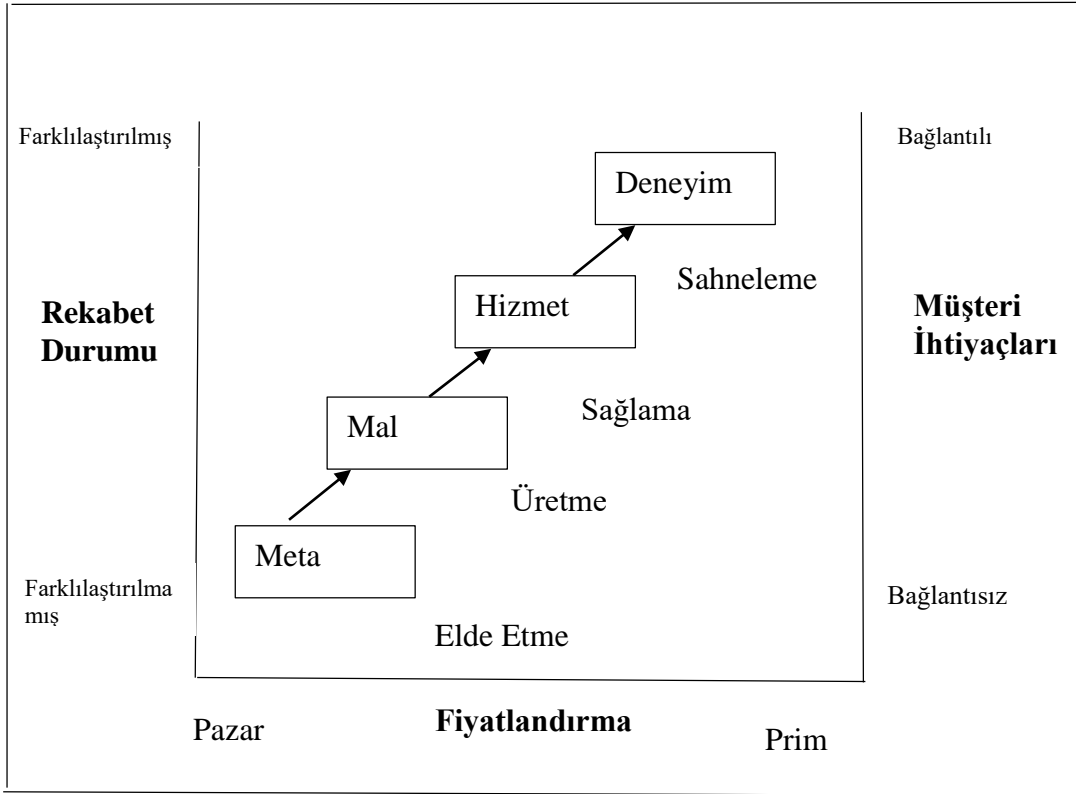 Farklılaştırılmış
Bağlantılı
Deneyim
Sahneleme
Rekabet
Durumu
Hizmet
Müşteri
İhtiyaçları
Sağlama
Mal
Üretme
Meta
Farklılaştırılma
mış
Bağlantısız
Elde Etme
Pazar
Fiyatlandırma
Prim